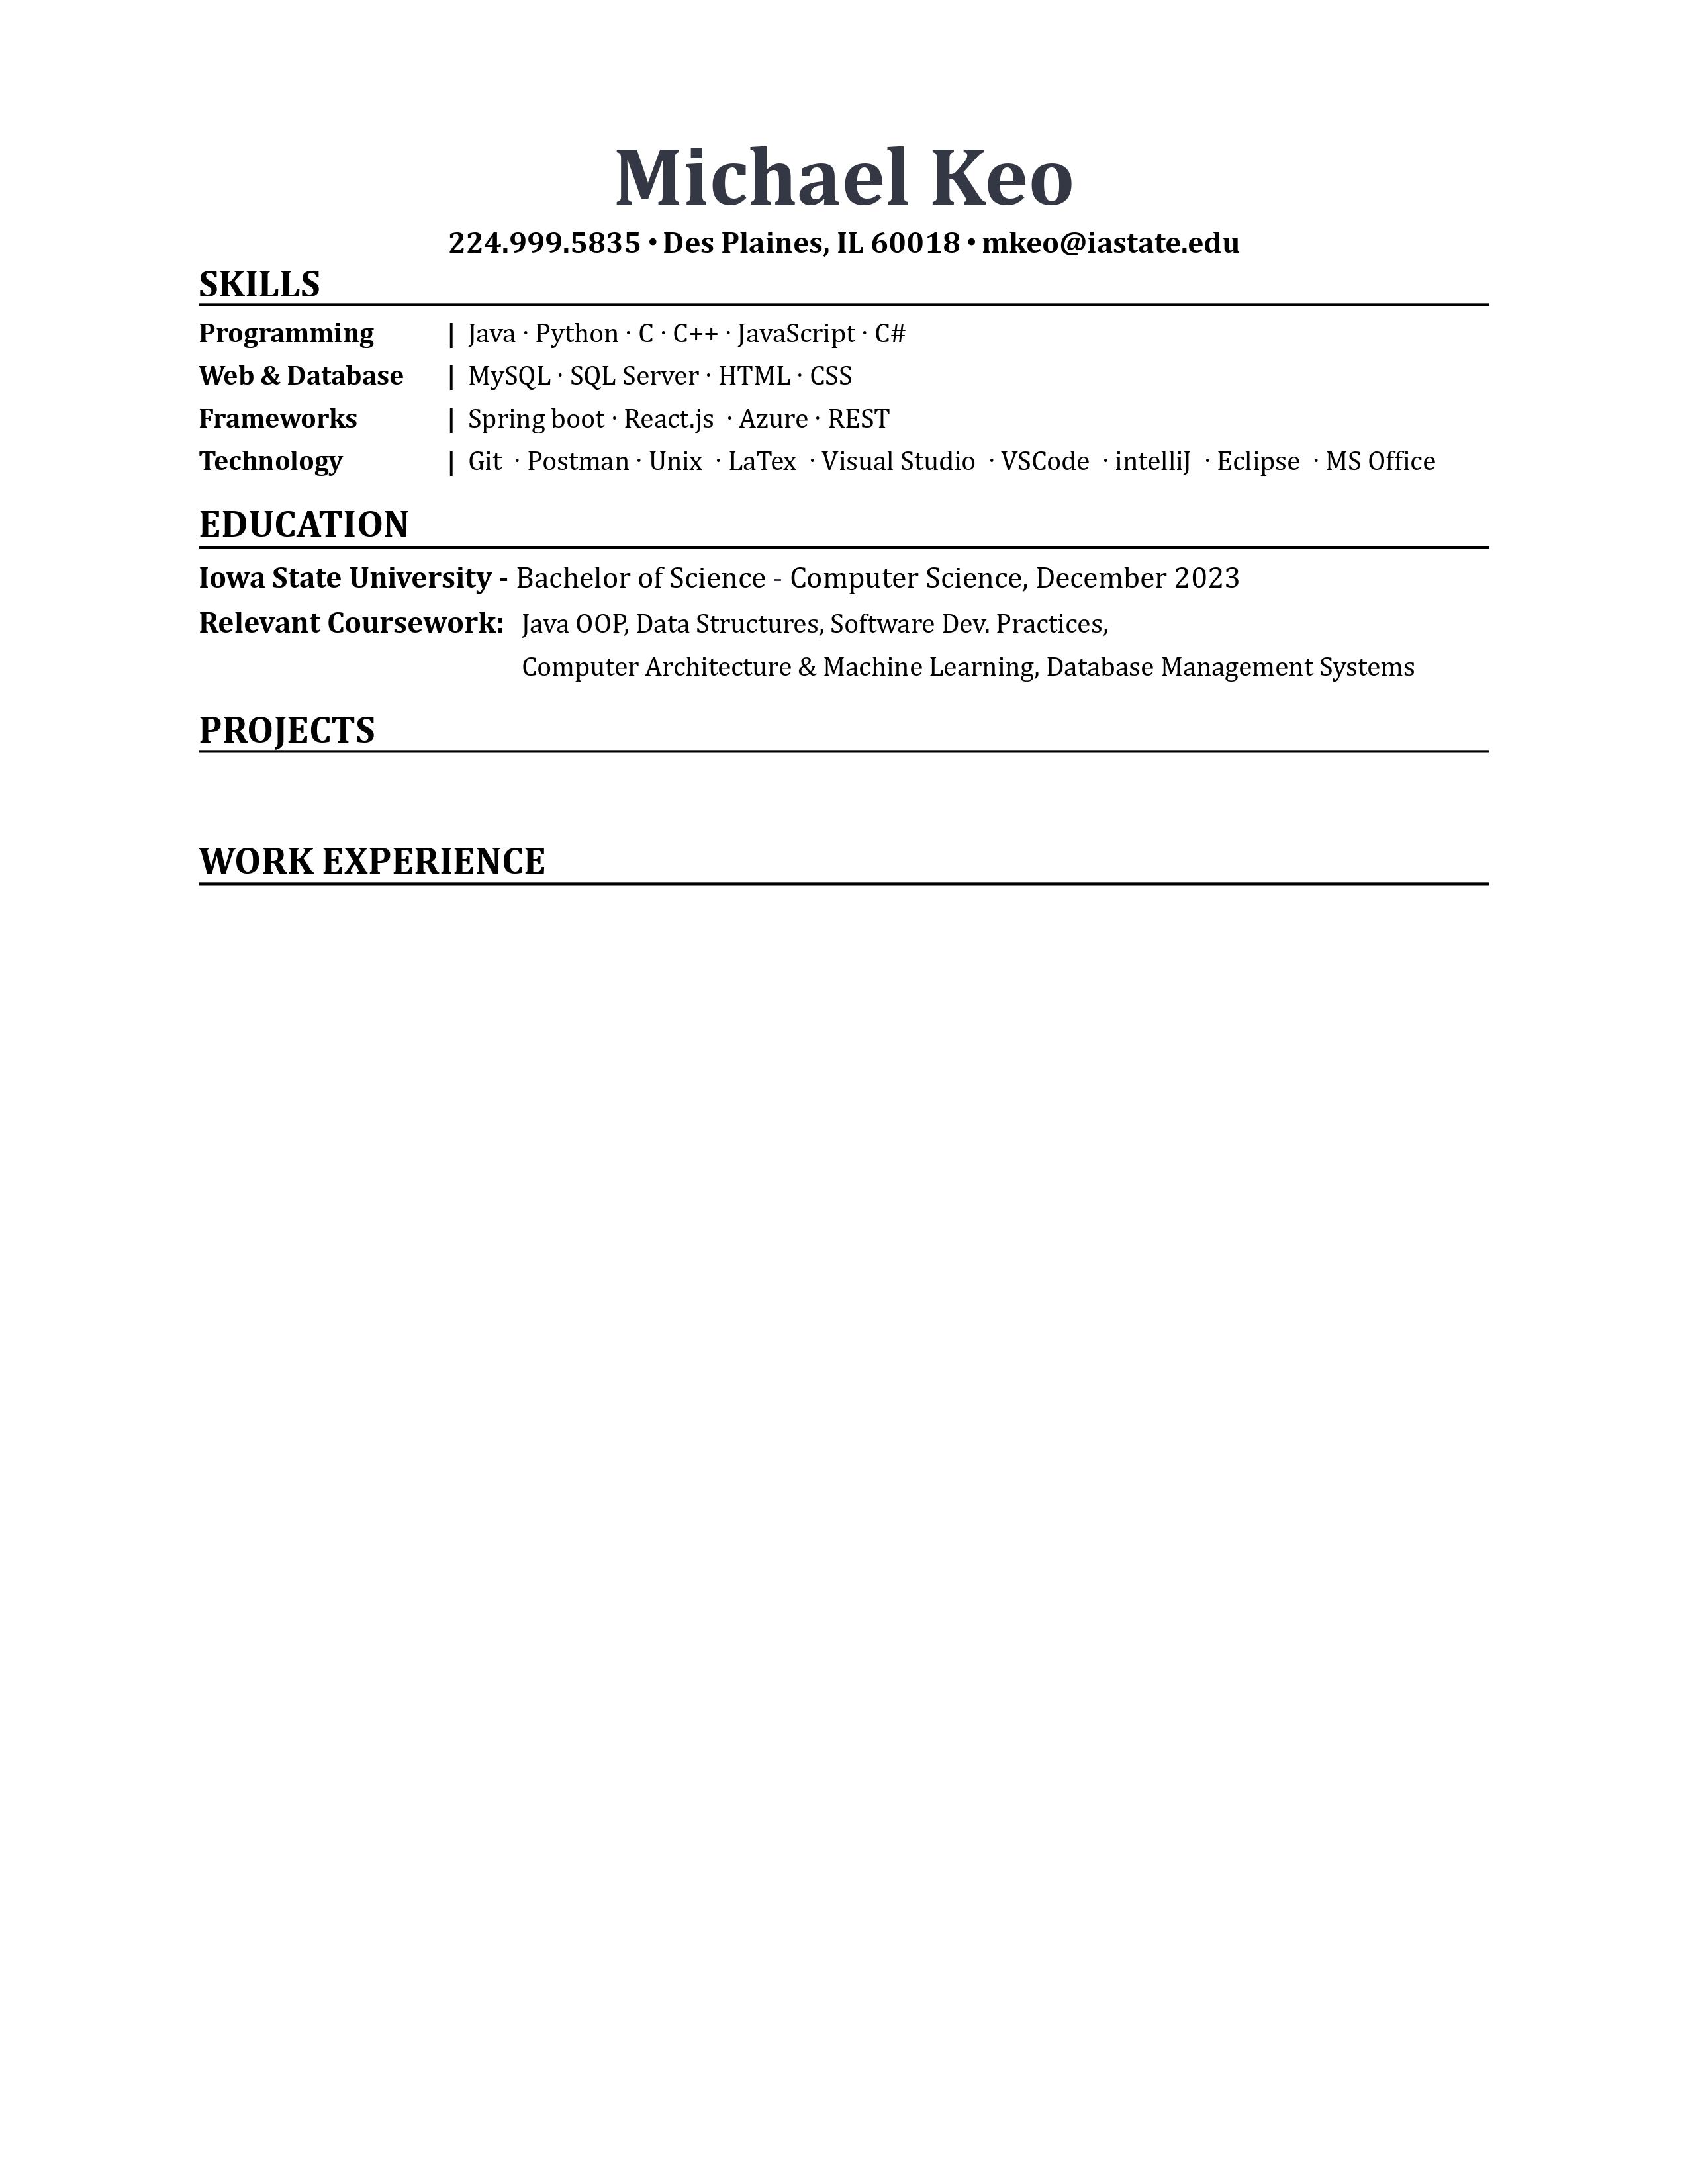 Michael Keo
224.999.5835 • Des Plaines, IL 60018 • mkeo@iastate.edu
SKILLS
Programming | Java · Python · C · C++ · JavaScript · C#
Web & Database | MySQL · SQL Server · HTML · CSS
Frameworks | Spring boot · React.js · Azure · REST
Technology | Git · Postman · Unix · LaTex · Visual Studio · VSCode · intelliJ · Eclipse · MS Office
EDUCATION
Iowa State University - Bachelor of Science - Computer Science, December 2023
Relevant Coursework: Java OOP, Data Structures, Software Dev. Practices,
Computer Architecture & Machine Learning, Database Management Systems
PROJECTS
WORK EXPERIENCE